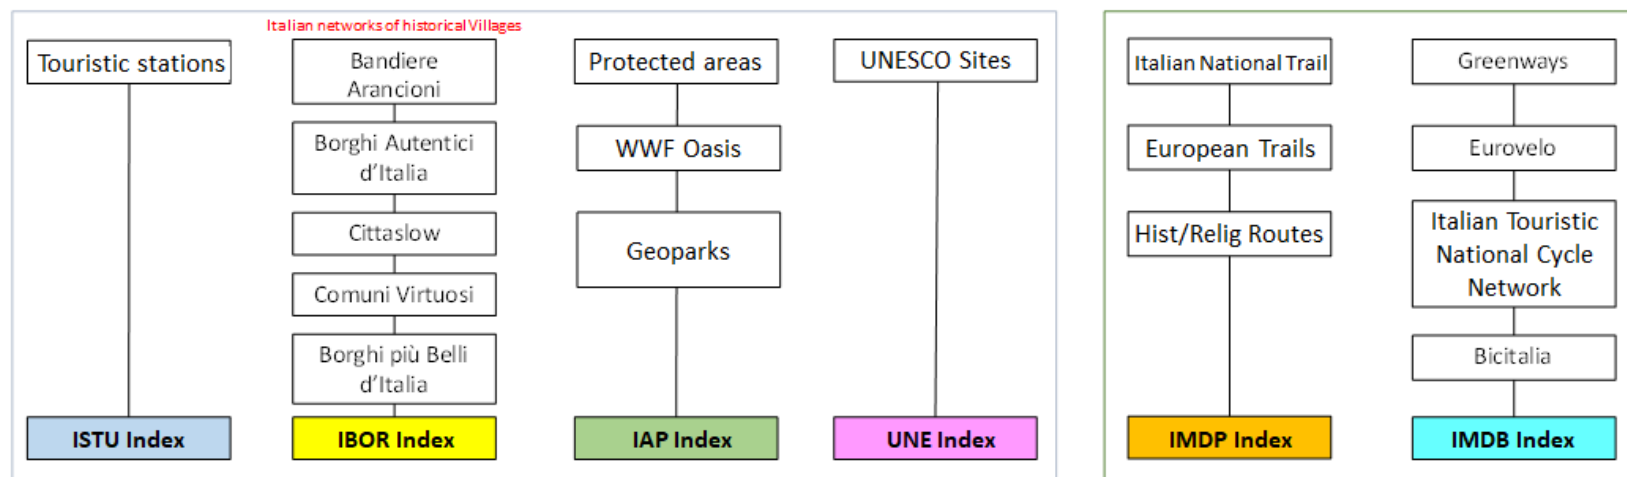 Italian networks of historical Villages
Touristic stations
ISTU Index
Bandiere
Arancioni
Borghi Autentici
d'Italia
Cittaslow
Comuni Virtuosi
Borghi più Belli
d'Italia
IBOR Index
Protected areas
WWF Oasis
Geoparks
IAP Index
UNESCO Sites
UNE Index
Italian National Trail
European Trails
Hist/Relig Routes
IMDP Index
Greenways
Eurovelo
Italian Touristic
National Cycle
Network
Bicitalia
IMDB Index